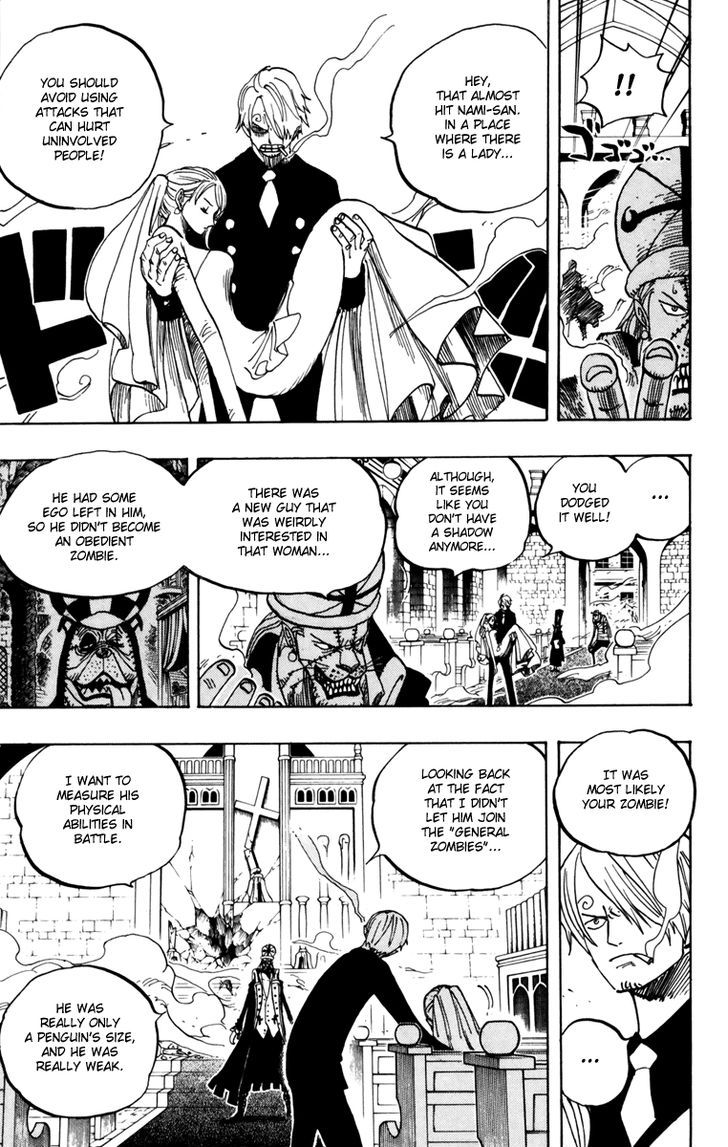 !!
ゴゴゴゴ...
HEY,
THAT ALMOST
HIT NAMI-SAN.
IN A PLACE
WHERE THERE
IS A LADY...
YOU SHOULD
AVOID USING
ATTACKS THAT
CAN HURT
UNINVOLVED
PEOPLE!
...
YOU
DODGED
IT WELL!
ALTHOUGH,
IT SEEMS
LIKE YOU
DON'T HAVE
A SHADOW
ANYMORE...
THERE WAS
A NEW GUY THAT
WAS WEIRDLY
INTERESTED IN
THAT WOMAN...
HE HAD SOME
EGO LEFT IN HIM,
SO HE DIDN'T BECOME
AN OBEDIENT
ZOMBIE.
IT WAS
MOST LIKELY
YOUR ZOMBIE!
...
LOOKING BACK
AT THE FACT
THAT I DIDN'T
LET HIM JOIN
THE "GENERAL
ZOMBIES"...
I WANT TO
MEASURE HIS
PHYSICAL
ABILITIES IN
BATTLE.
HE WAS
REALLY ONLY
A PENGUIN'S SIZE,
AND HE WAS
REALLY WEAK.